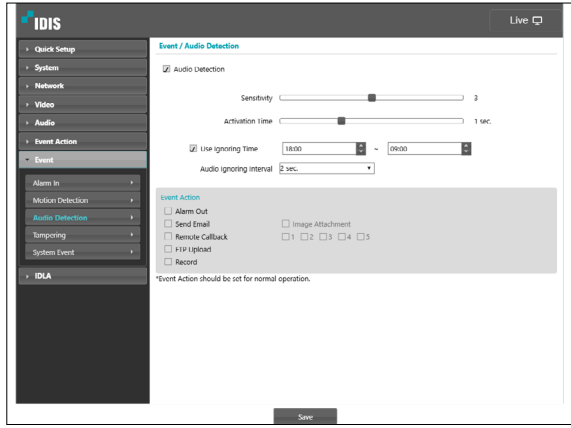 IDIS
Live
Quick Setup
System
Network
Video
Audio
Event Action
Event
Alarm In
Motion Detection
Audio Detection
Tampering
System Event
IDLA
Event / Audio Detection
Audio Detection
Sensitivity 3
Activation Time 1 sec.
Use Ignoring Time 18:00 ~ 09:00
Audio Ignoring Interval 2 sec.
Event Action
Alarm Out
Send Email Image Attachment
Remote Callback 1 2 3 4 5
FTP Upload
Record
*Event Action should be set for normal operation.
Save